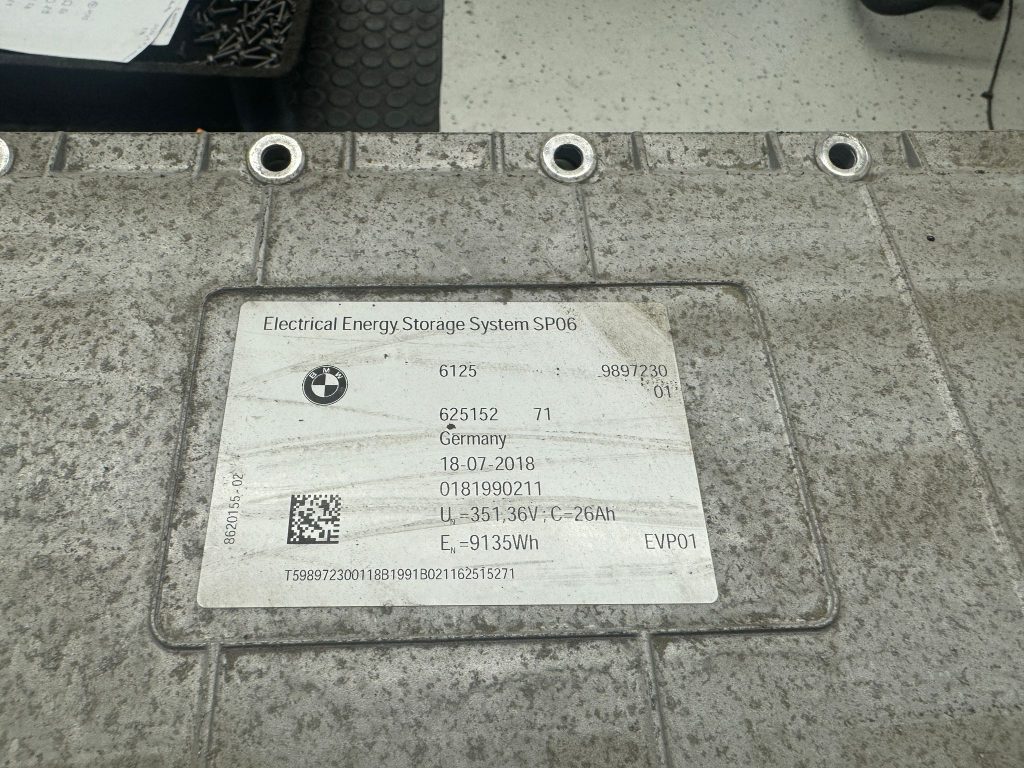 Electrical Energy Storage System SP06
BMW
6125 : 9897230
01
625152 71
Germany
18-07-2018
0181990211
UN=351,36V ; C=26Ah
EN=9135Wh EVP01
8620155-02
T598972300118B1991B021162515271